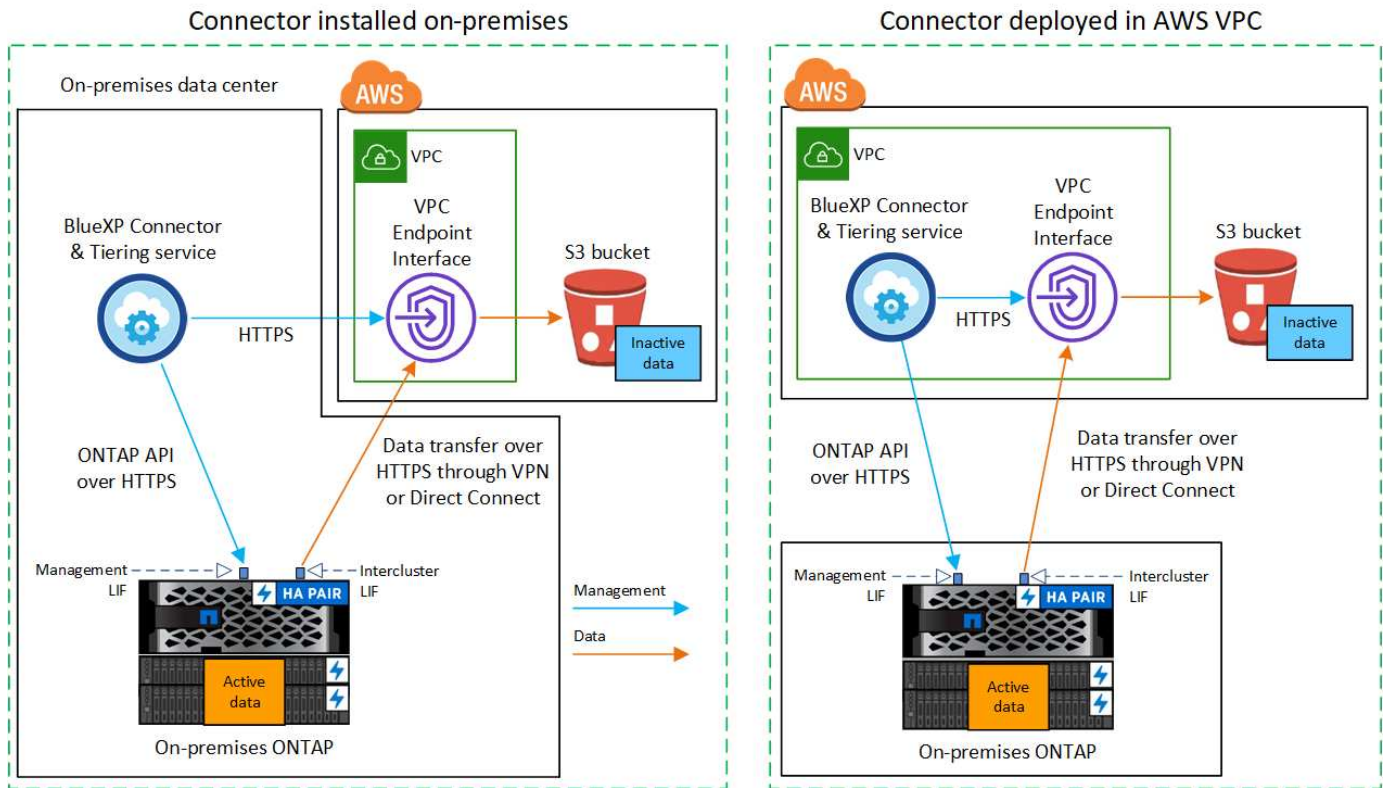 Connector installed on-premises
On-premises data center
AWS
VPC
BlueXP Connector
& Tiering service
VPC
Endpoint
Interface
S3 bucket
HTTPS
Inactive
data
ONTAP API
over HTTPS
Data transfer over
HTTPS through VPN
or Direct Connect
Management
LIF
Intercluster
LIF
HA PAIR
Active
data
On-premises ONTAP
Management
Data
Connector deployed in AWS VPC
AWS
VPC
BlueXP Connector
& Tiering service
VPC
Endpoint
Interface
S3 bucket
HTTPS
Inactive
data
ONTAP API
over HTTPS
Data transfer over
HTTPS through VPN
or Direct Connect
Management
LIF
Intercluster
LIF
HA PAIR
Active
data
On-premises ONTAP